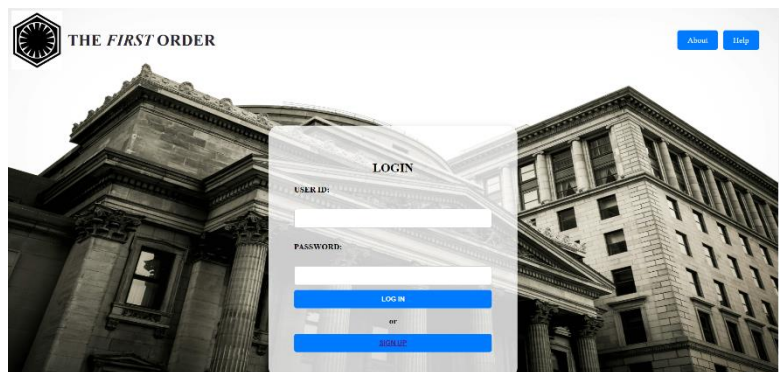 THE FIRST ORDER
About
Help
LOGIN
USER ID:
PASSWORD:
LOG IN
or
SIGN UP